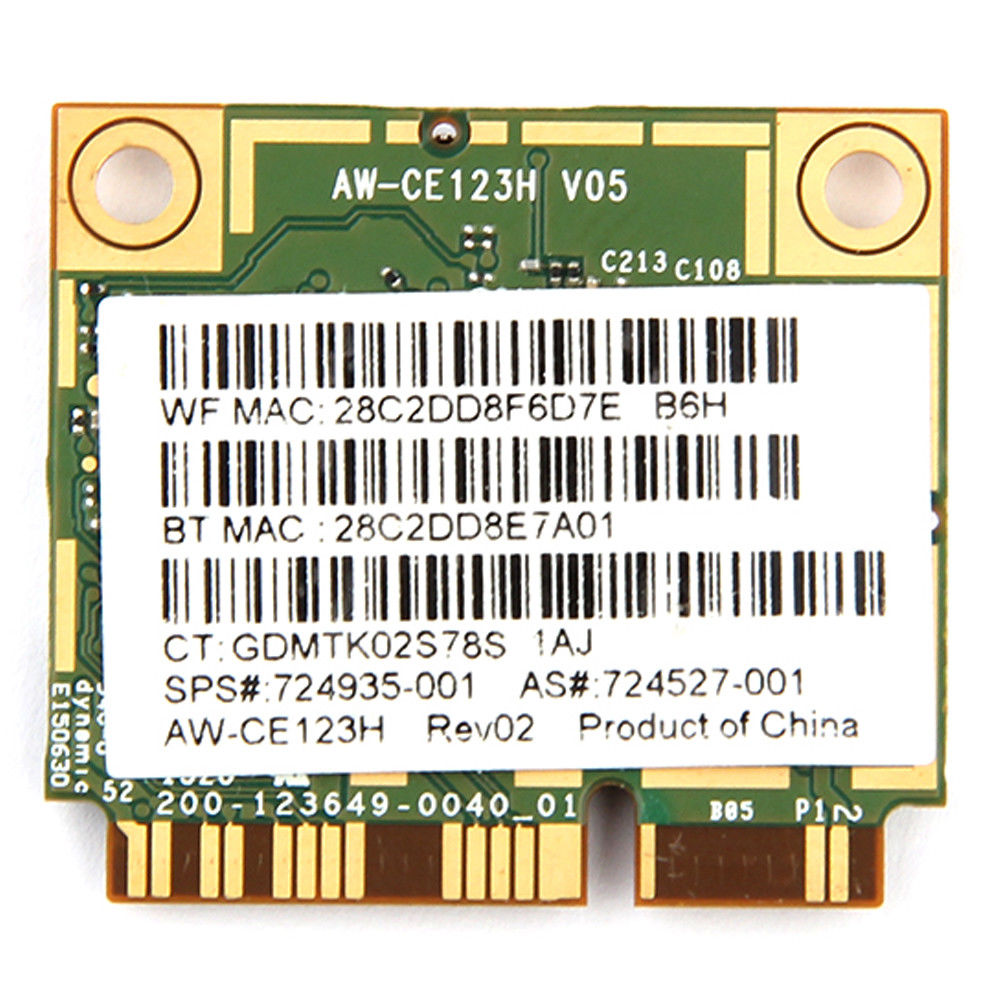 AW-CE123H V05
C213 C108
WF MAC: 28C2DD8F6D7E B6H
BT MAC : 28C2DD8E7A01
CT: GDMTK02S78S 1AJ
SPS#:724935-001 AS#:724527-001
AW-CE123H Rev02 Product of China
dynamic
E150630
52
200-123649-0040_01
B05 P1 2